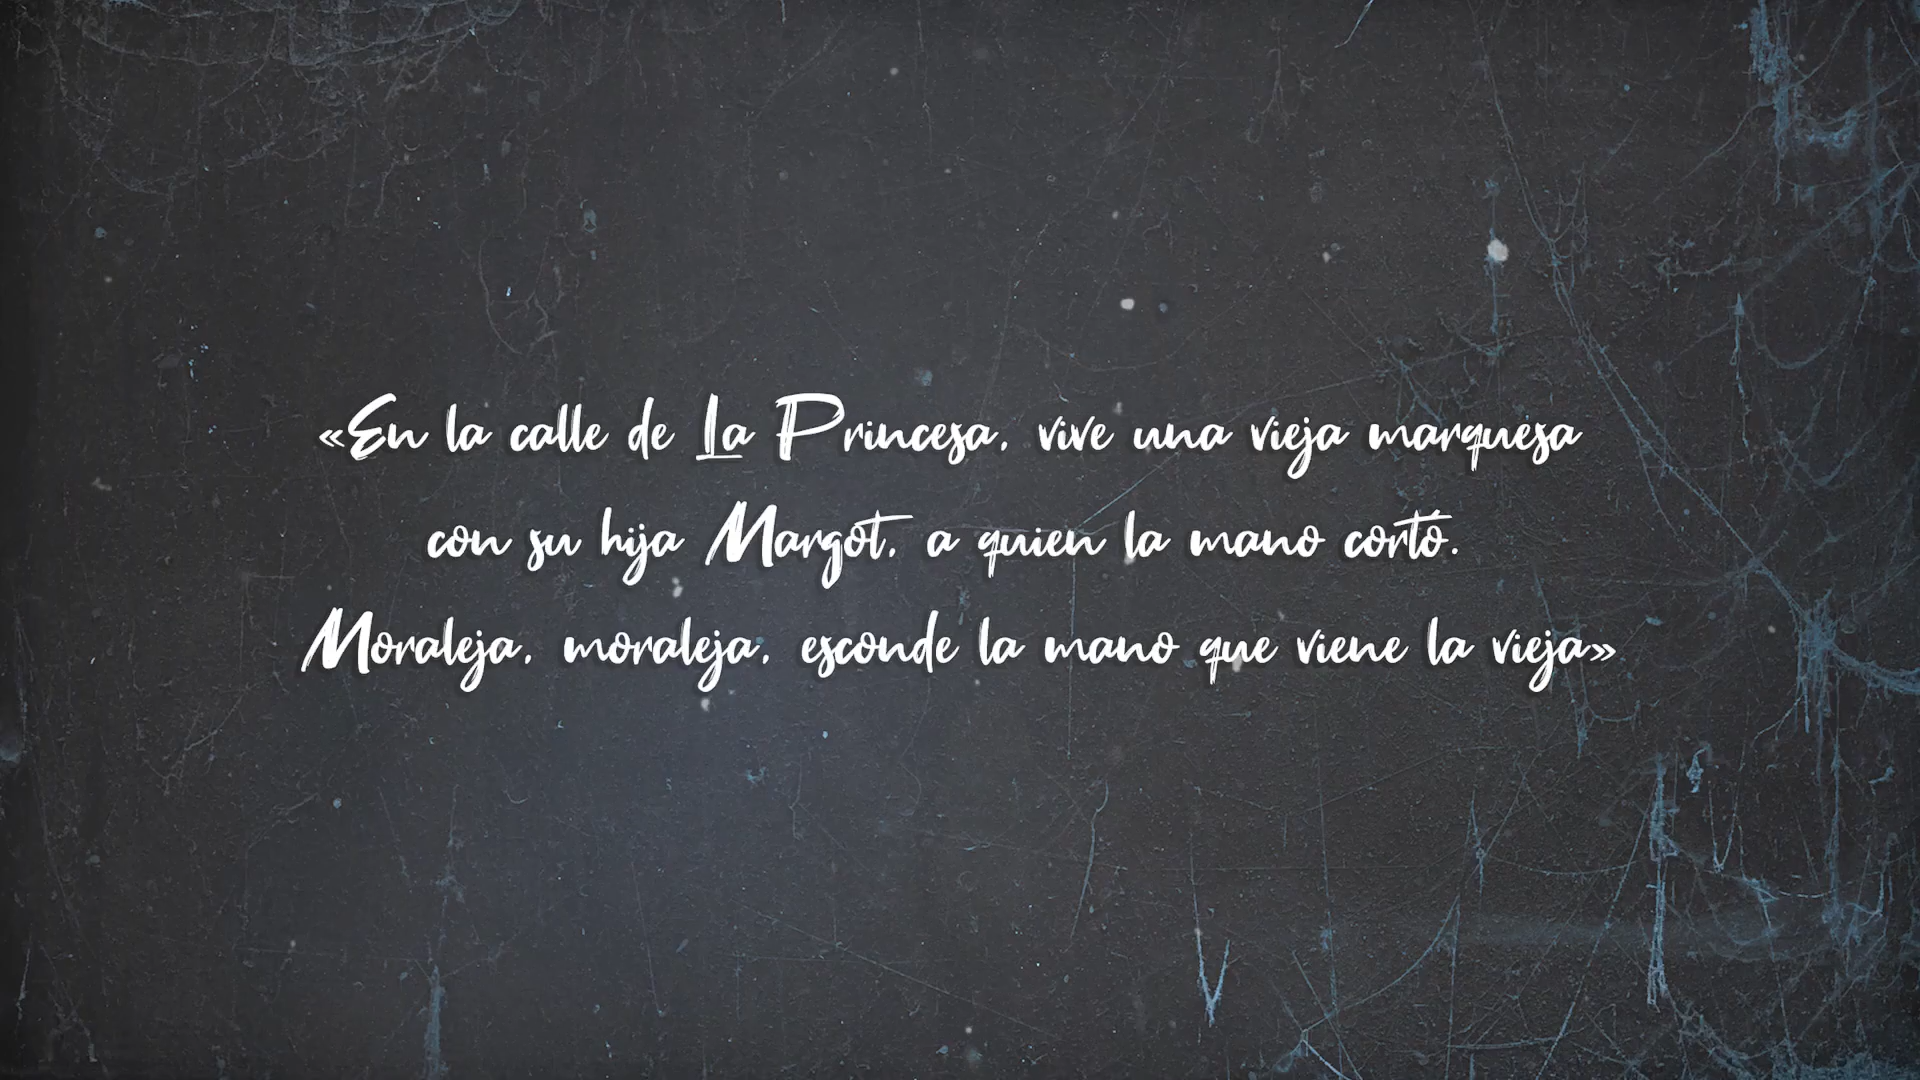 «En la calle de La Princesa, vive una vieja marquesa
con su hija Margot, a quien la mano cortó.
Moraleja, moraleja, esconde la mano que viene la vieja»